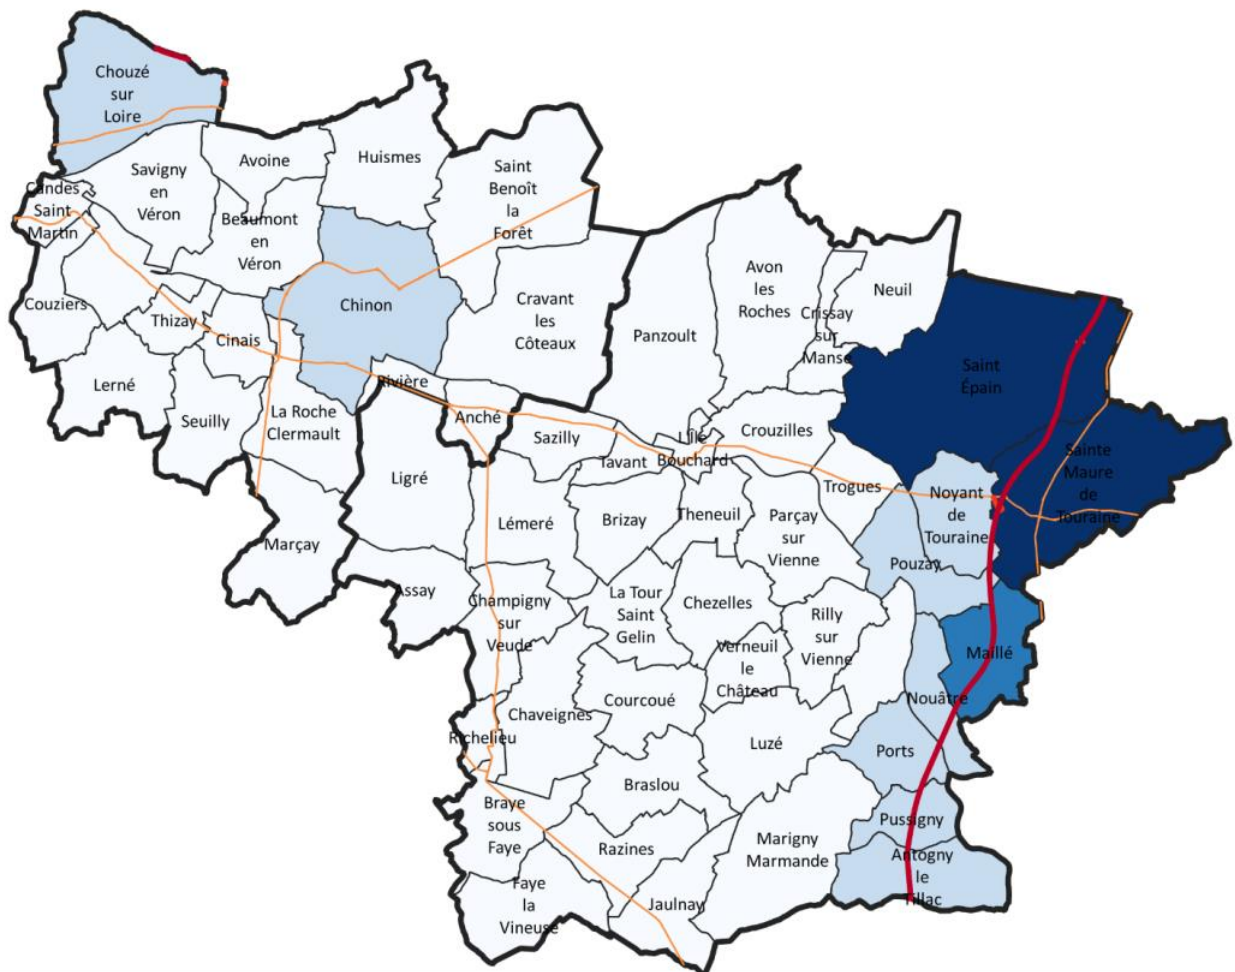 Chouzé
sur
Loire
Savigny
en
Véron
Avoine
Huismes
Saint
Benoît
la
Forêt
Candes
Saint
Martin
Beaumont
en
Véron
Couziers
Thizay
Cinais
Chinon
Cravant
les
Côteaux
Panzoult
Avon
les
Roches
Crissay
sur
Manse
Neuil
Saint
Épain
Lerné
Seuilly
La Roche
Clermault
Rivière
Anché
Sazilly
Tavant
L'Île
Bouchard
Crouzilles
Trogues
Noyant
de
Touraine
Sainte
Maure
de
Touraine
Marçay
Ligré
Lémeré
Brizay
Theneuil
Parçay
sur
Vienne
Pouzay
Assay
Champigny
sur
Veude
La Tour
Saint
Gelin
Chezelles
Rilly
sur
Vienne
Verneuil
le
Château
Maillé
Nouâtre
Richelieu
Chaveignes
Courcoué
Luzé
Ports
Braslou
Braye
sous
Faye
Razines
Marigny
Marmande
Pussigny
Antogny
le
Tillac
Faye
la
Vineuse
Jaulnay